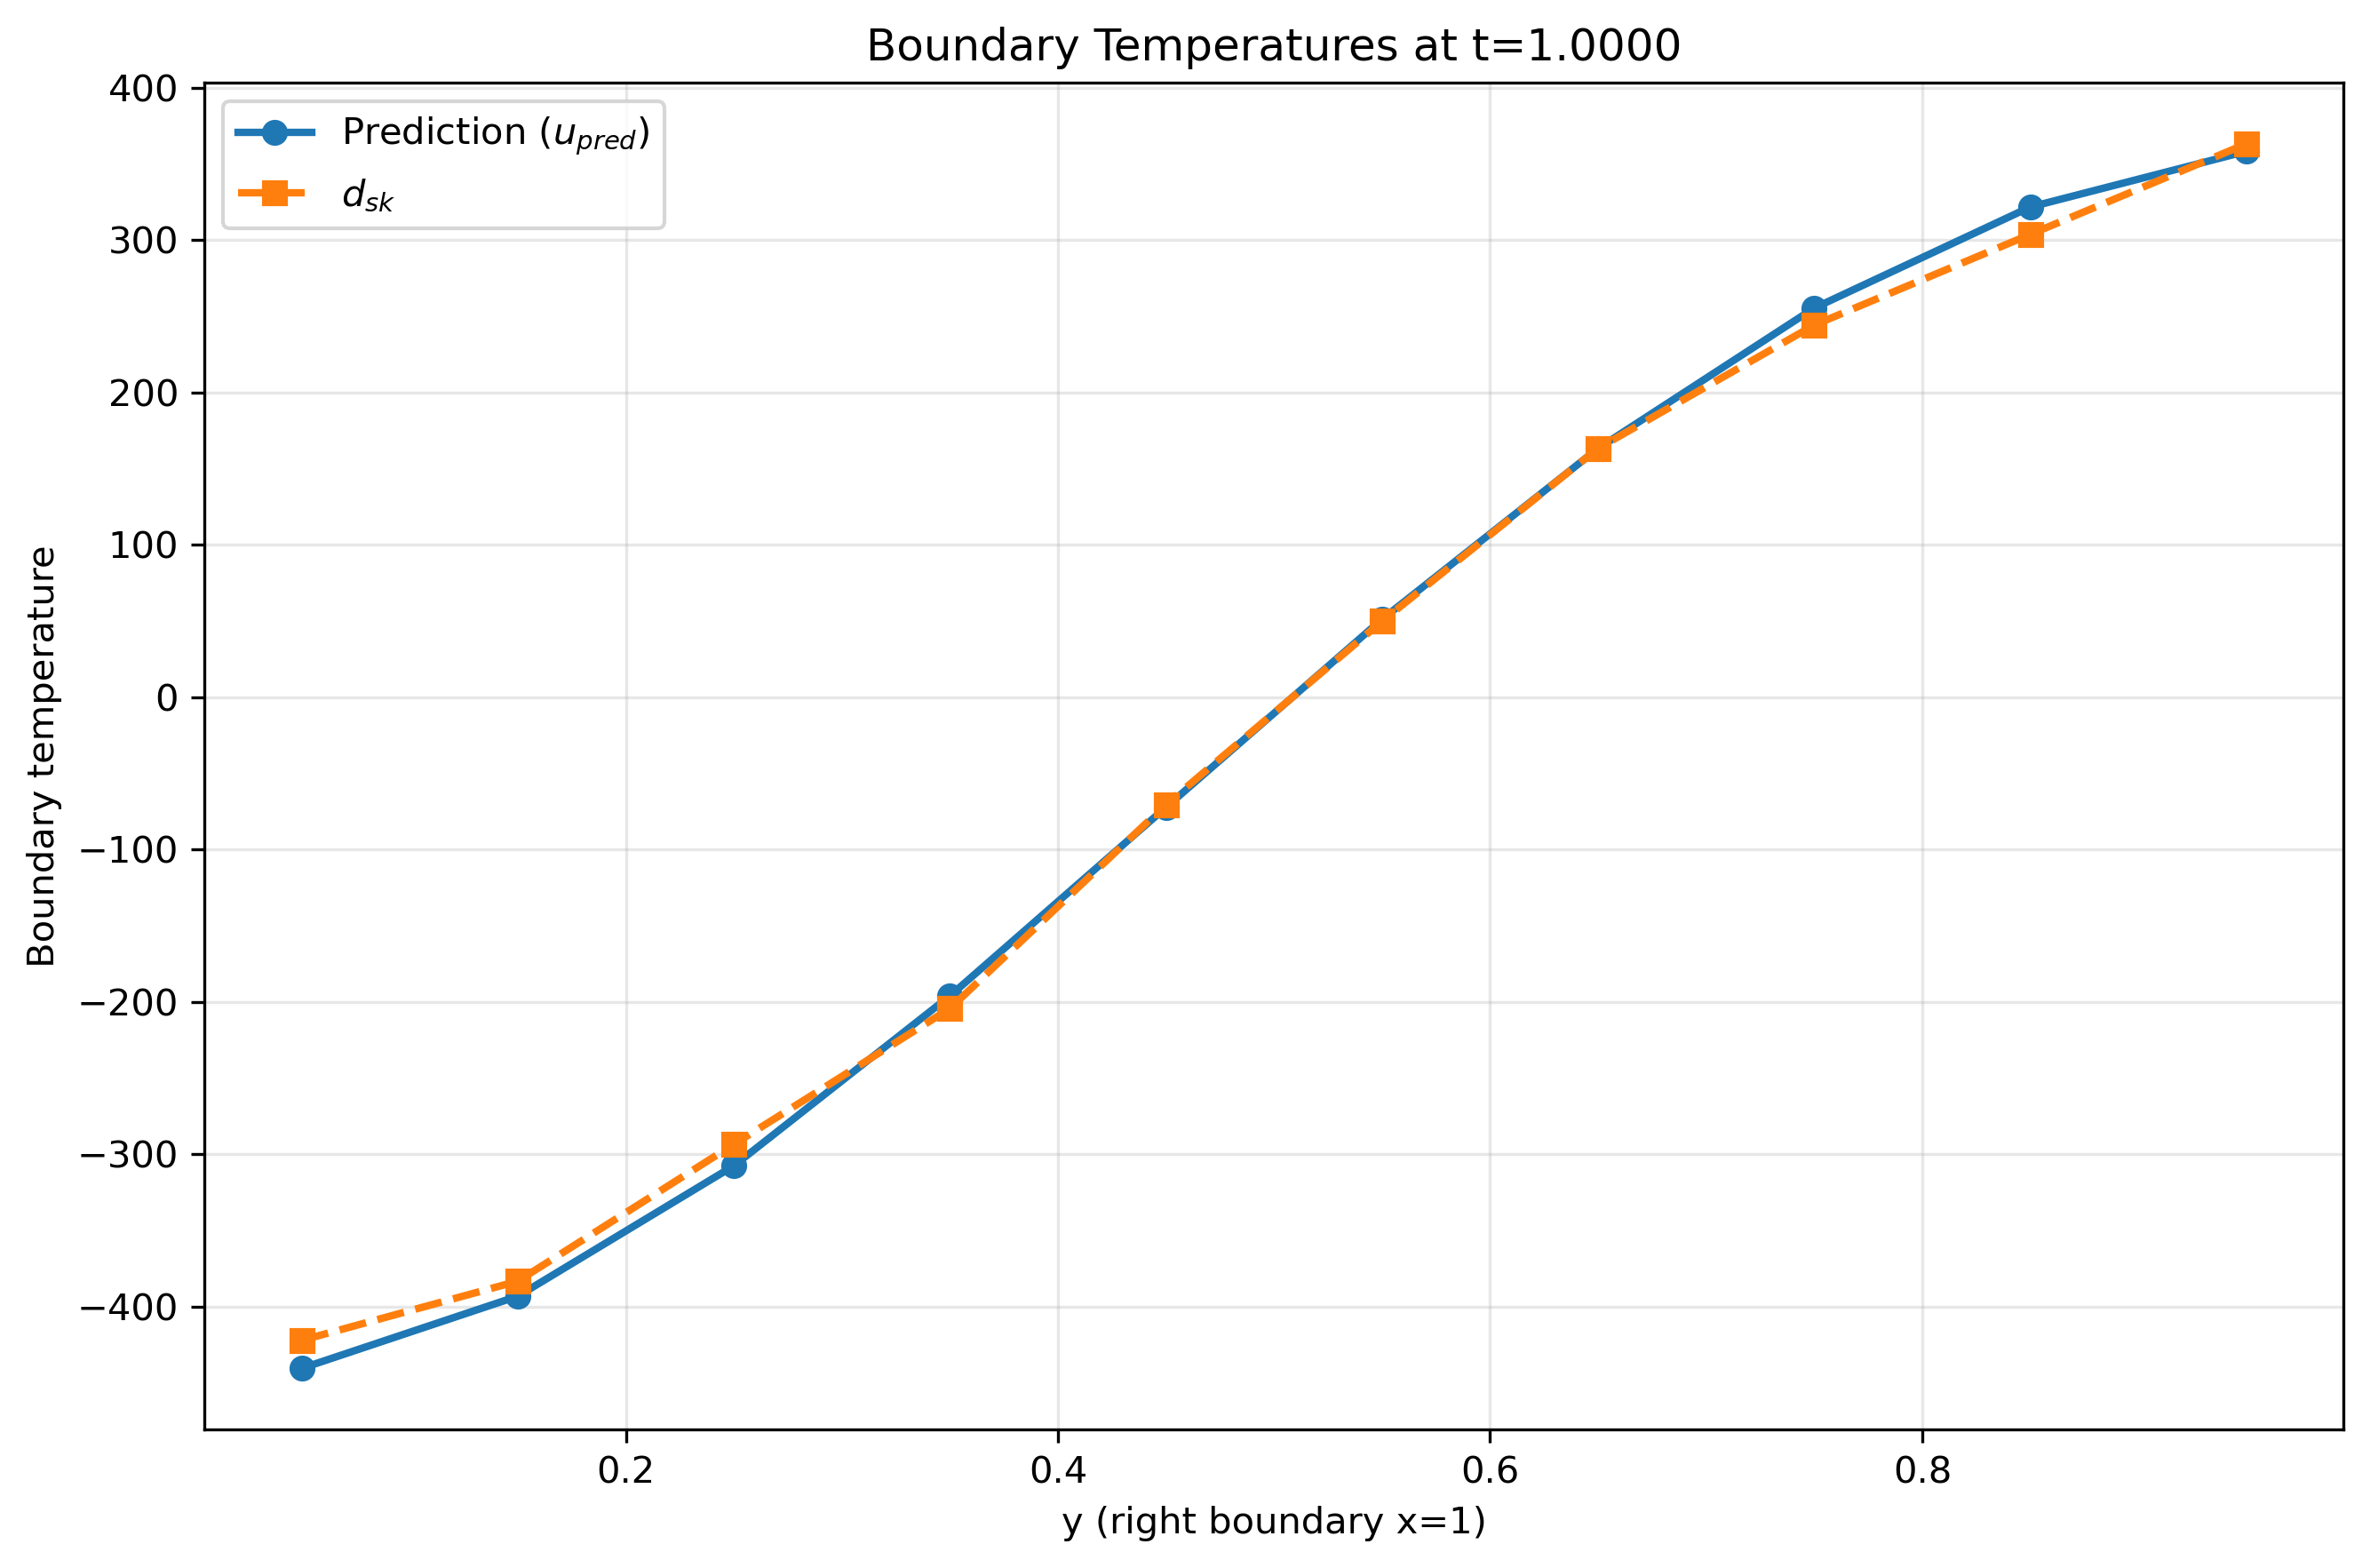 Boundary Temperatures at t=1.0000
Prediction (u_pred)
d_sk
Boundary temperature
400
300
200
100
0
−100
−200
−300
−400
0.2
0.4
0.6
0.8
y (right boundary x=1)